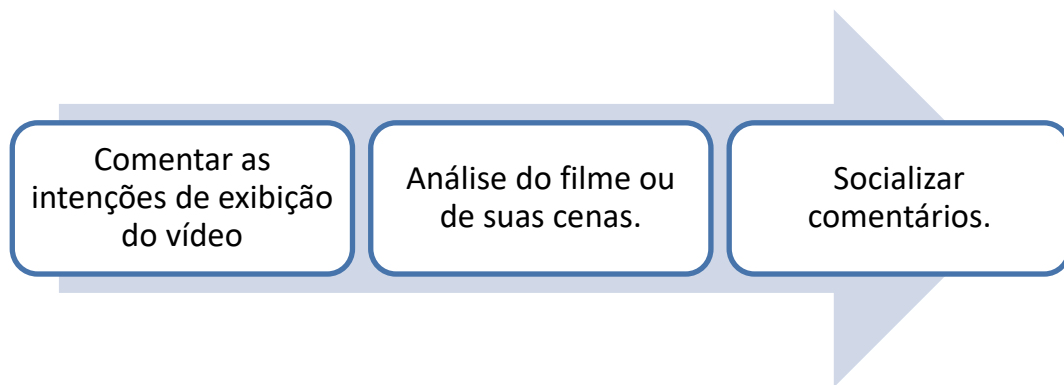 Comentar as
intenções de exibição
do vídeo
Análise do filme ou
de suas cenas.
Socializar
comentários.